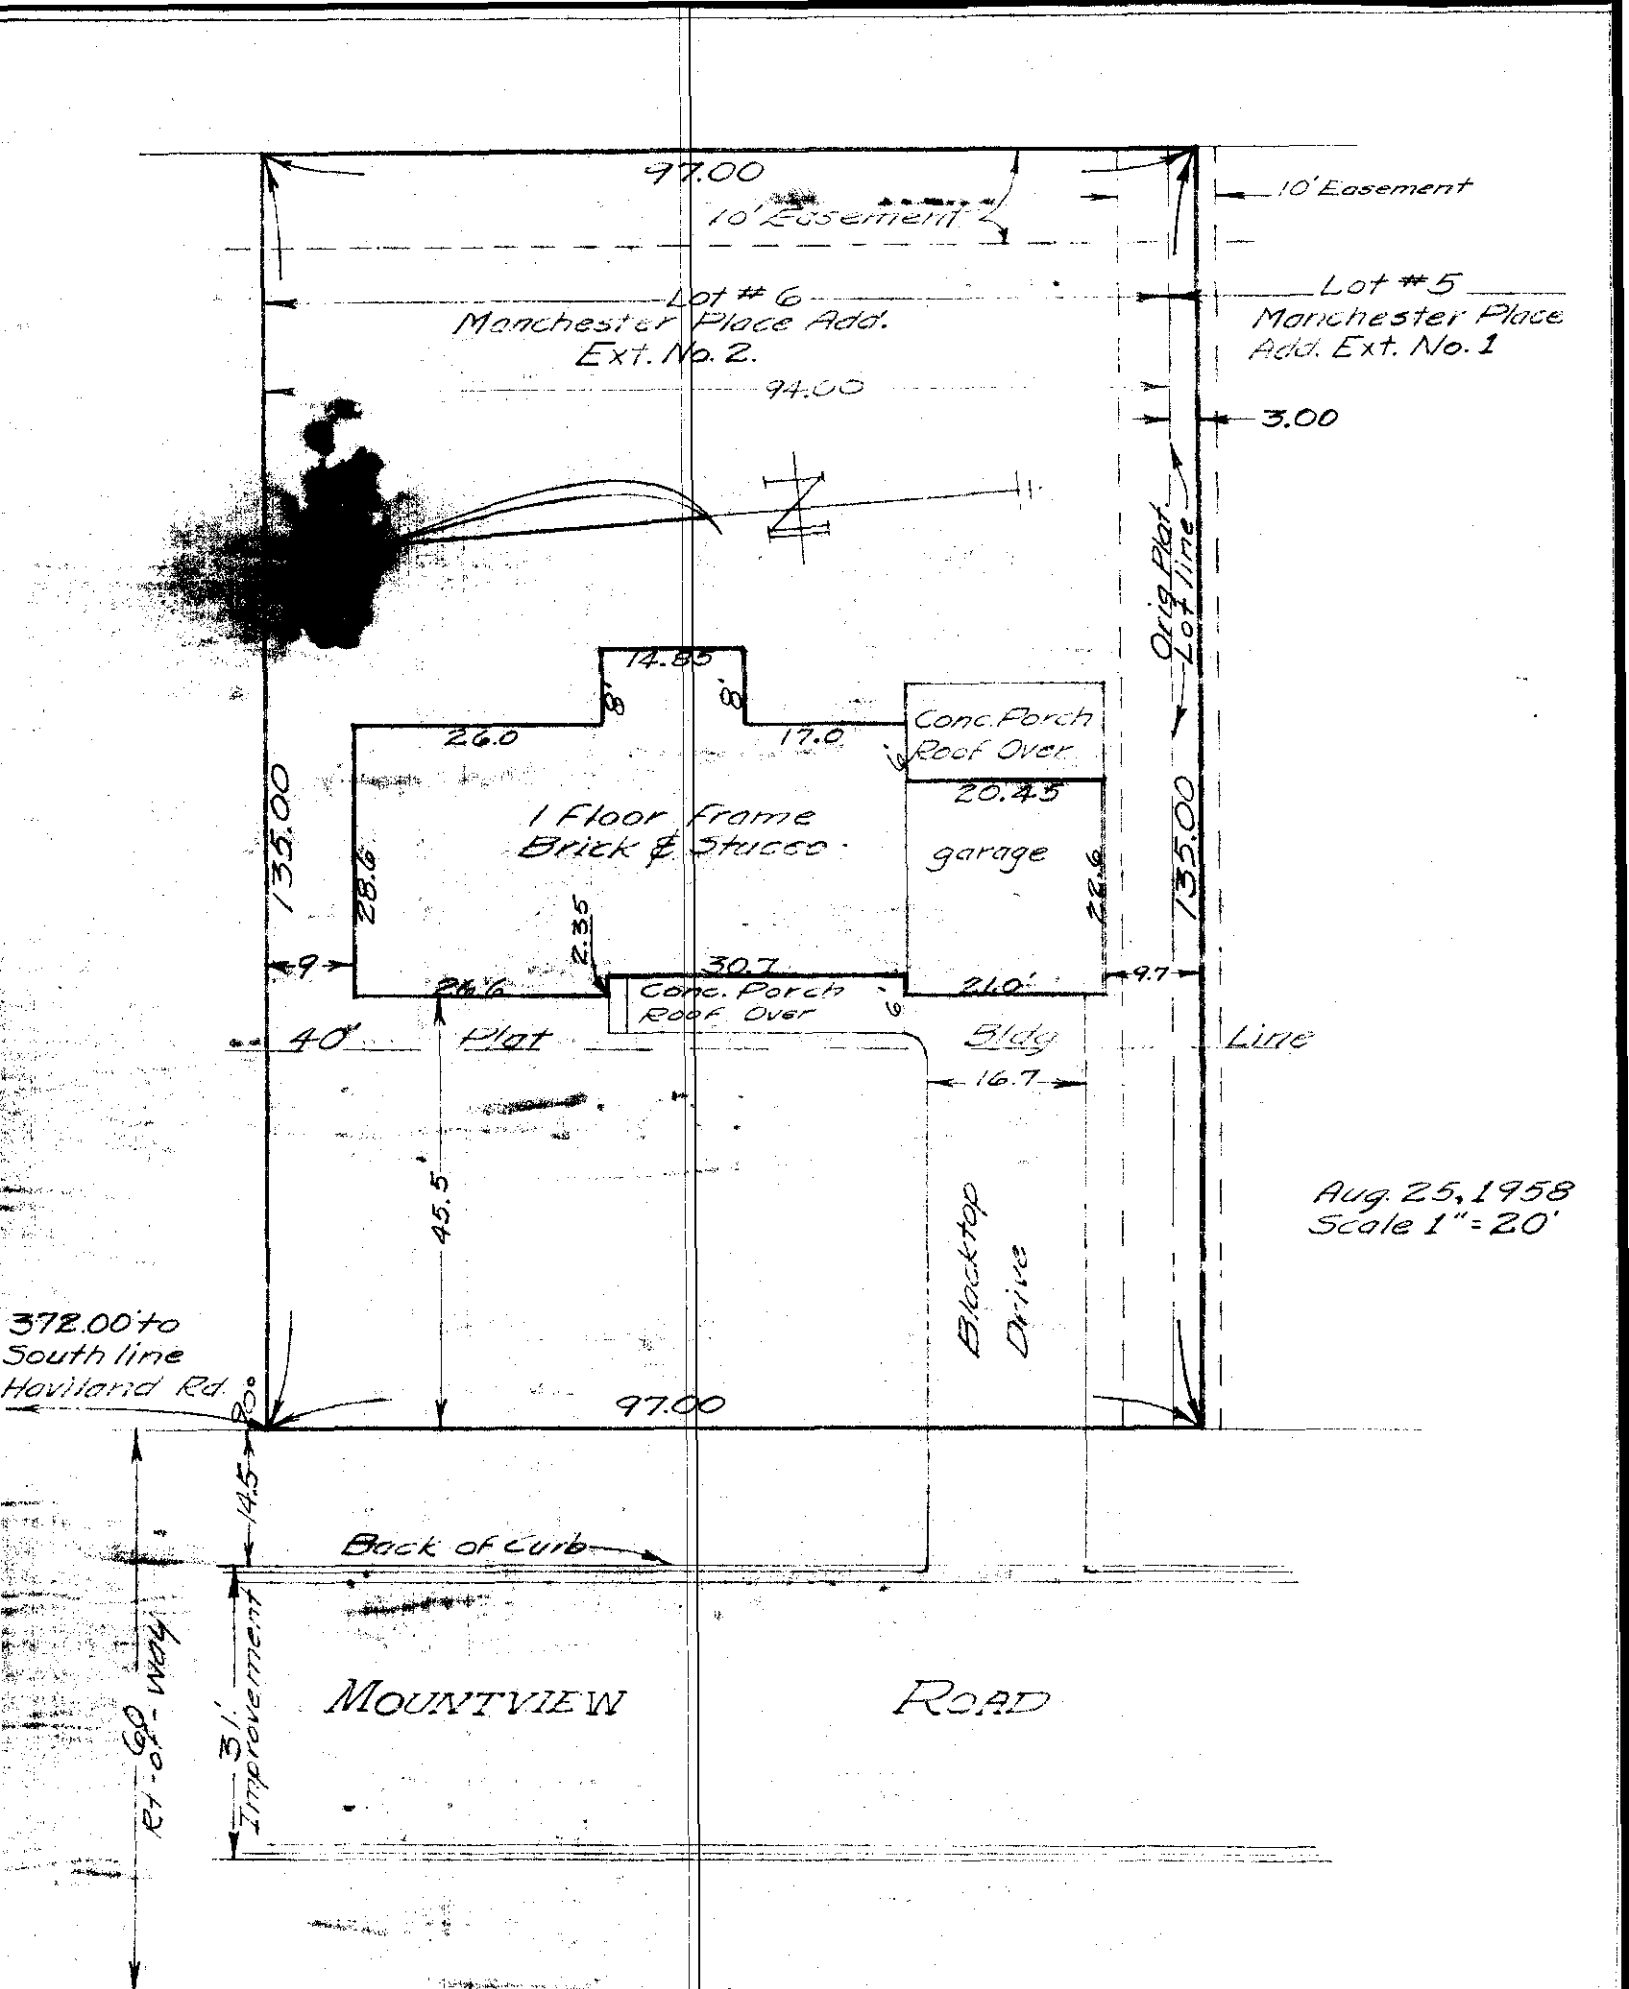 97.00
10' Easement
10' Easement
Lot # 6
Manchester Place Add.
Ext. No. 2.
Lot #5
Manchester Place
Add. Ext. No. 1
94.00
3.00
N
Orig. Plat
Lot line
14.85
8'
8'
26.0
17.0
Conc. Porch
Roof Over
6'
20.45
135.00
1 Floor Frame
Brick & Stucco
garage
28.6
22.6
135.00
2.35
9
30.7
26.6
Conc. Porch
Roof Over
6'
21.0'
9.7
40' Plat Bldg Line
16.7
45.5'
Blacktop
Drive
Aug. 25, 1958
Scale 1" = 20'
372.00' to
South line
Haviland Rd.
90°
97.00
14.5
Back of Curb
60
Rt-of-Way
31'
Improvement
MOUNTVIEW ROAD